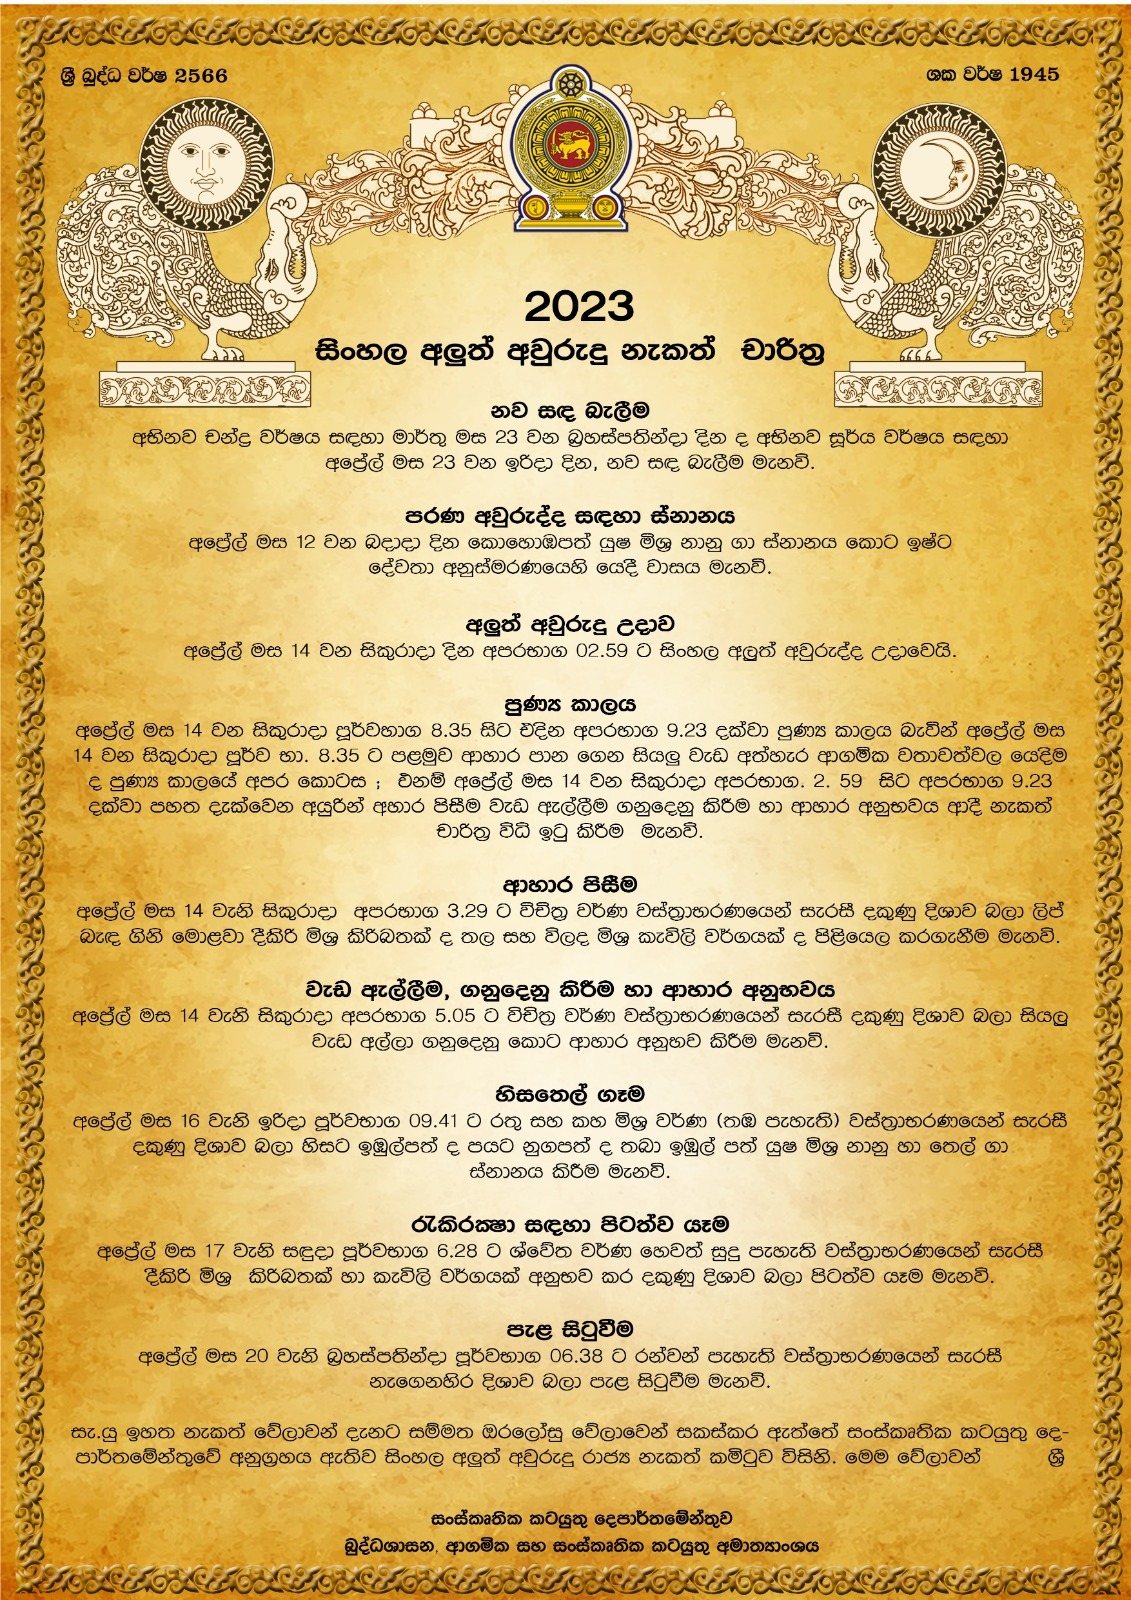 ශ්‍රී බුද්ධ වර්ෂ 2566
ශක වර්ෂ 1945
2023
සිංහල අලුත් අවුරුදු නැකත් චාරිත්‍ර
නව සඳ බැලීම
අභිනව චන්ද්‍ර වර්ෂය සඳහා මාර්තු මස 23 වන බ්‍රහස්පතින්දා දින ද අභිනව සූර්ය වර්ෂය සඳහා
අප්‍රේල් මස 23 වන ඉරිදා දින, නව සඳ බැලීම මැනවි.
පරණ අවුරුද්ද සඳහා ස්නානය
අප්‍රේල් මස 12 වන බදාදා දින කොහොඹපත් යුෂ මිශ්‍ර නානු ගා ස්නානය කොට ඉෂ්ට
දේවතා අනුස්මරණයෙහි යෙදී වාසය මැනවි.
අලුත් අවුරුදු උදාව
අප්‍රේල් මස 14 වන සිකුරාදා දින අපරභාග 02.59 ට සිංහල අලුත් අවුරුද්ද උදාවෙයි.
පුණ්‍ය කාලය
අප්‍රේල් මස 14 වන සිකුරාදා පූර්වභාග 8.35 සිට එදින අපරභාග 9.23 දක්වා පුණ්‍ය කාලය බැවින් අප්‍රේල් මස
14 වන සිකුරාදා පූර්ව භා. 8.35 ට පළමුව ආහාර පාන ගෙන සියලු වැඩ අත්හැර ආගමික වතාවත්වල යෙදීම
ද පුණ්‍ය කාලයේ අපර කොටස ; එනම් අප්‍රේල් මස 14 වන සිකුරාදා අපරභාග. 2. 59 සිට අපරභාග 9.23
දක්වා පහත දැක්වෙන අයුරින් අහාර පිසීම වැඩ ඇල්ලීම ගනුදෙනු කිරීම හා ආහාර අනුභවය ආදී නැකත්
චාරිත්‍ර විධි ඉටු කිරීම මැනවි.
ආහාර පිසීම
අප්‍රේල් මස 14 වැනි සිකුරාදා අපරභාග 3.29 ට විචිත්‍ර වර්ණ වස්ත්‍රාභරණයෙන් සැරසී දකුණු දිශාව බලා ලිප්
බැඳ ගිනි මොළවා දීකිරි මිශ්‍ර කිරිබතක් ද තල සහ විලද මිශ්‍ර කැවිලි වර්ගයක් ද පිළියෙල කරගැනීම මැනවි.
වැඩ ඇල්ලීම, ගනුදෙනු කිරීම හා ආහාර අනුභවය
අප්‍රේල් මස 14 වැනි සිකුරාදා අපරභාග 5.05 ට විචිත්‍ර වර්ණ වස්ත්‍රාභරණයෙන් සැරසී දකුණු දිශාව බලා සියලු
වැඩ අල්ලා ගනුදෙනු කොට ආහාර අනුභව කිරීම මැනවි.
හිසතෙල් ගෑම
අප්‍රේල් මස 16 වැනි ඉරිදා පූර්වභාග 09.41 ට රතු සහ කහ මිශ්‍ර වර්ණ (තඹ පැහැති) වස්ත්‍රාභරණයෙන් සැරසී
දකුණු දිශාව බලා හිසට ඉඹුල්පත් ද පයට නුගපත් ද තබා ඉඹුල් පත් යුෂ මිශ්‍ර නානු හා තෙල් ගා
ස්නානය කිරීම මැනවි.
රැකිරක්‍ෂා සඳහා පිටත්ව යෑම
අප්‍රේල් මස 17 වැනි සඳුදා පූර්වභාග 6.28 ට ශ්වේත වර්ණ හෙවත් සුදු පැහැති වස්ත්‍රාභරණයෙන් සැරසී
දීකිරි මිශ්‍ර කිරිබතක් හා කැවිලි වර්ගයක් අනුභව කර දකුණු දිශාව බලා පිටත්ව යෑම මැනවි.
පැළ සිටුවීම
අප්‍රේල් මස 20 වැනි බ්‍රහස්පතින්දා පූර්වභාග 06.38 ට රන්වන් පැහැති වස්ත්‍රාභරණයෙන් සැරසී
නැගෙනහිර දිශාව බලා පැළ සිටුවීම මැනවි.
සැ.යු ඉහත නැකත් වේලාවන් දැනට සම්මත ඔරලෝසු වේලාවෙන් සකස්කර ඇත්තේ සංස්කෘතික කටයුතු දෙ-
පාර්තමේන්තුවේ අනුග්‍රහය ඇතිව සිංහල අලුත් අවුරුදු රාජ්‍ය නැකත් කමිටුව විසිනි. මෙම වේලාවන් ශ්‍රී
සංස්කෘතික කටයුතු දෙපාර්තමේන්තුව
බුද්ධශාසන, ආගමික සහ සංස්කෘතික කටයුතු අමාත්‍යාංශය